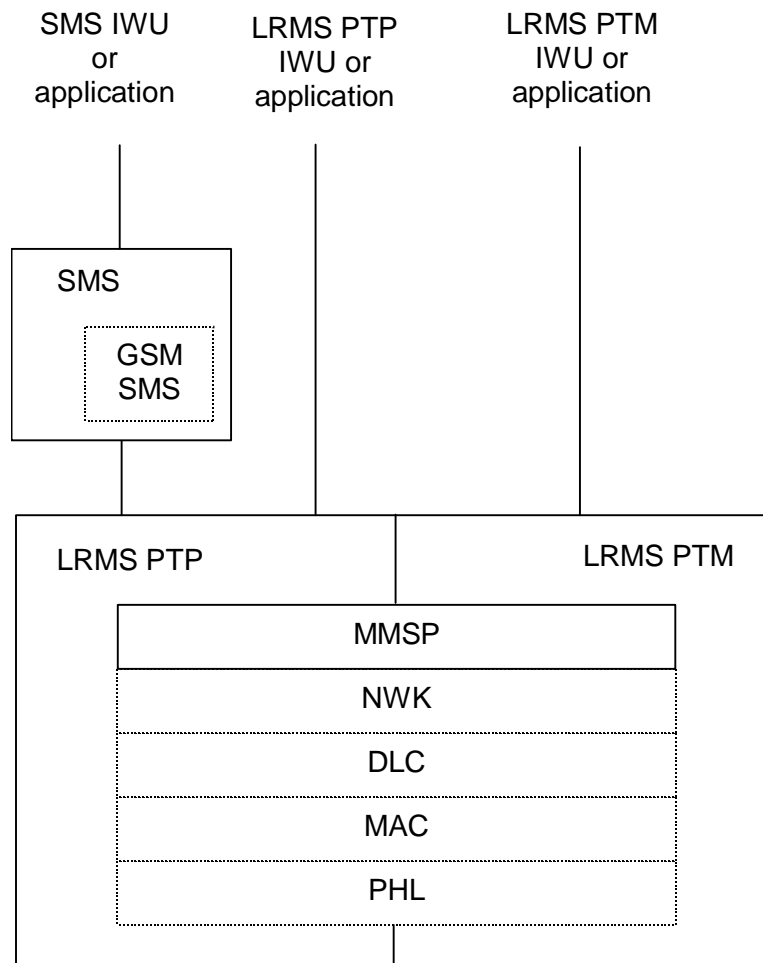 SMS IWU
or
application
LRMS PTP
IWU or
application
LRMS PTM
IWU or
application
SMS
GSM
SMS
LRMS PTP
LRMS PTM
MMSP
NWK
DLC
MAC
PHL